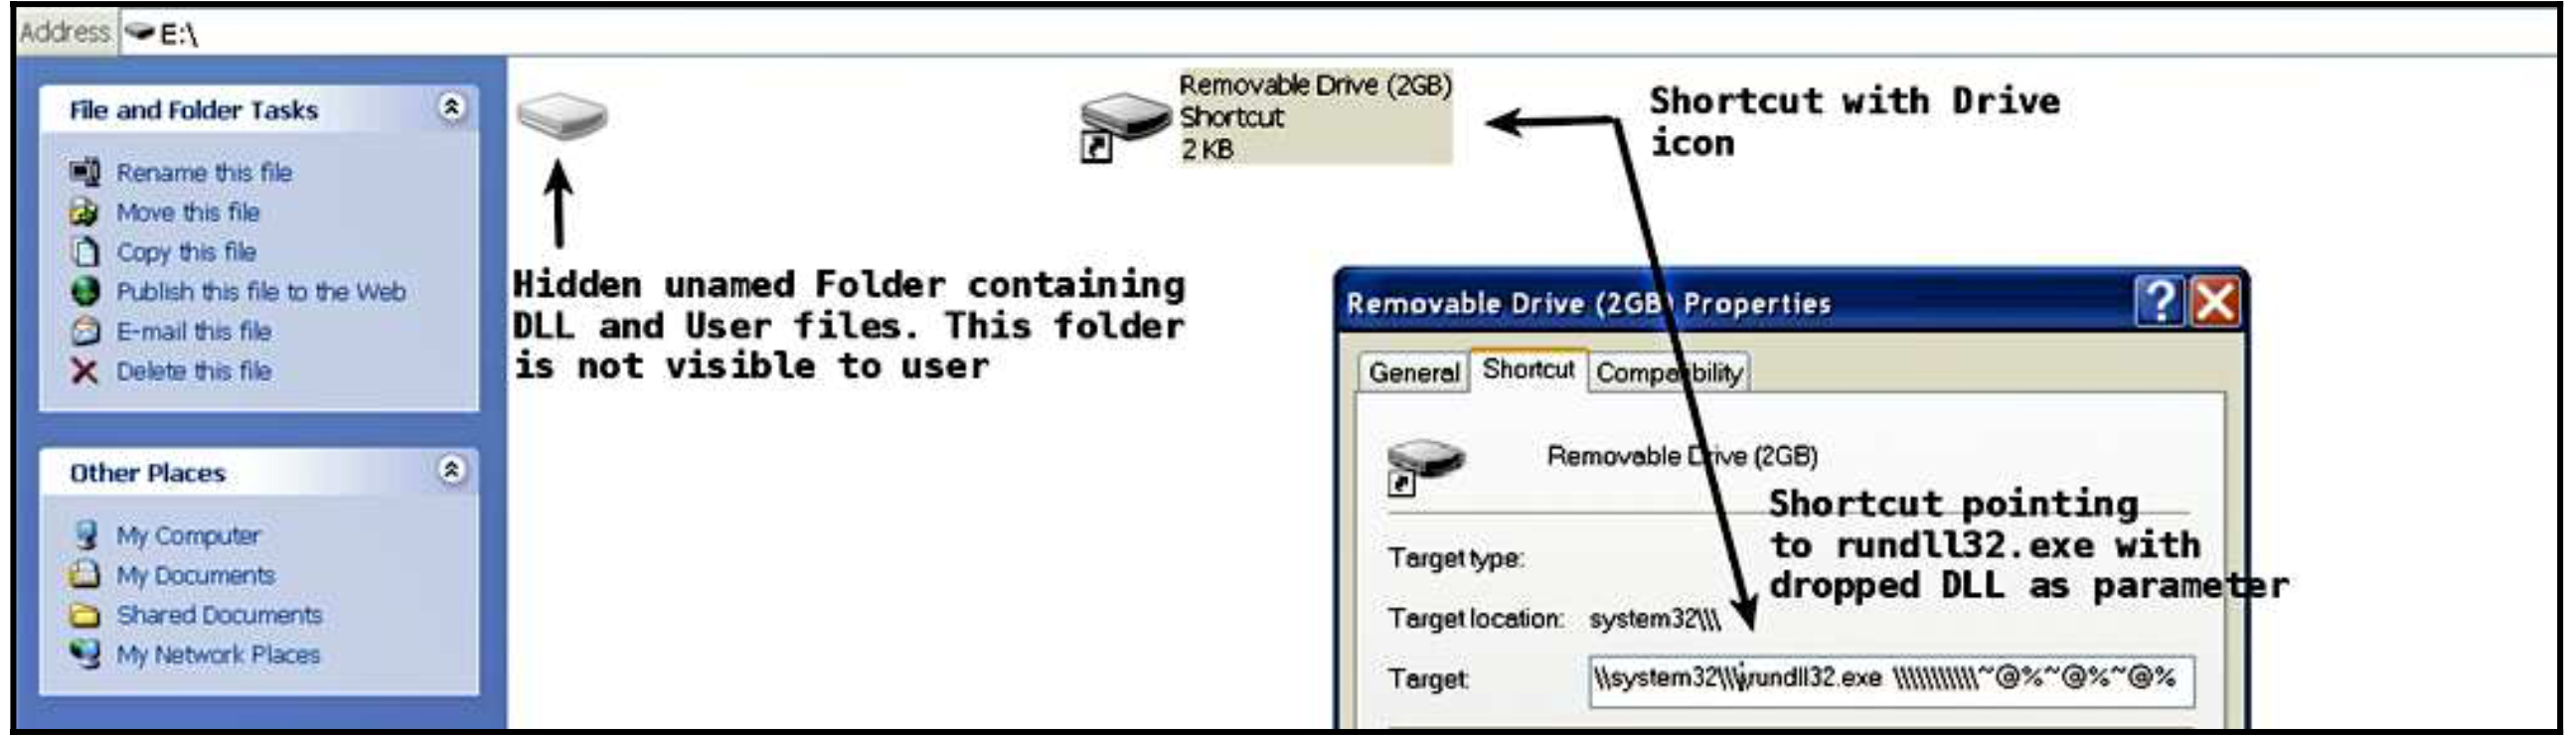 Address E:\
File and Folder Tasks
Rename this file
Move this file
Copy this file
Publish this file to the Web
E-mail this file
Delete this file
Other Places
My Computer
My Documents
Shared Documents
My Network Places
Hidden unamed Folder containing
DLL and User files. This folder
is not visible to user
Removable Drive (2GB)
Shortcut
2 KB
Shortcut with Drive
icon
Removable Drive (2GB) Properties
General Shortcut Compatibility
Removable Drive (2GB)
Shortcut pointing
to rundll32.exe with
dropped DLL as parameter
Target type:
Target location: system32\\\
Target: \\system32\\\rundll32.exe \\\\\\\\\\\~@%~@%~@%